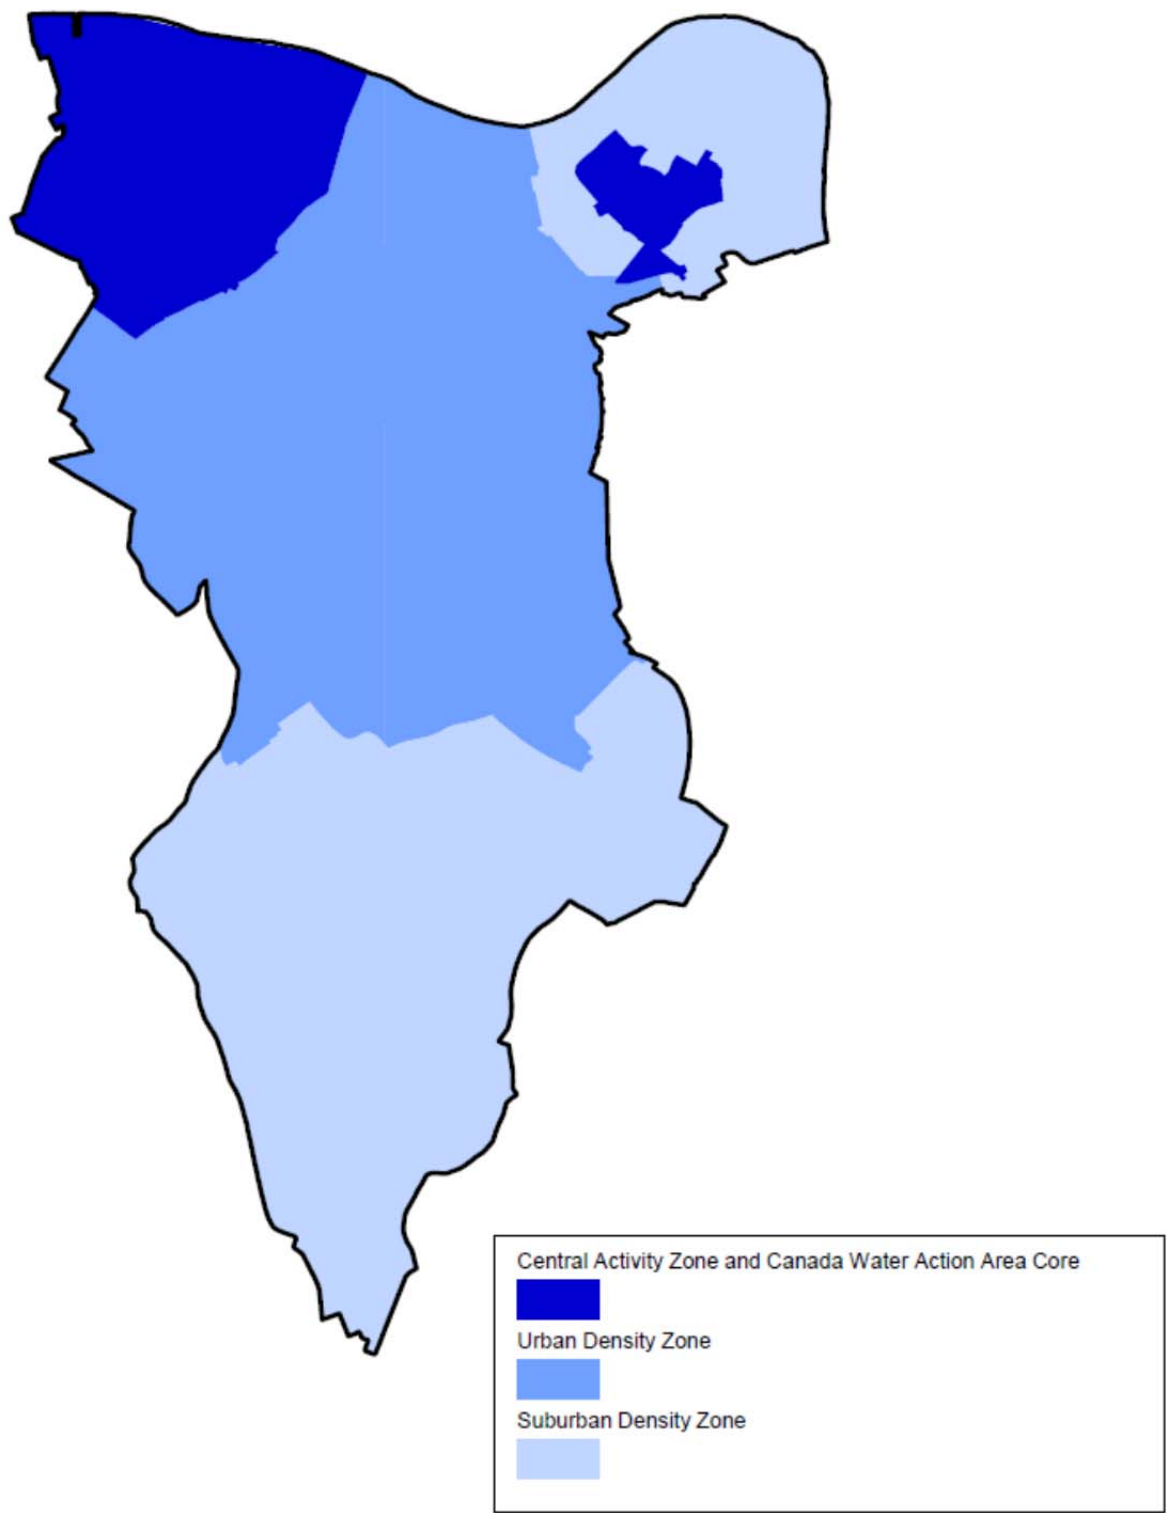 Central Activity Zone and Canada Water Action Area Core
Urban Density Zone
Suburban Density Zone